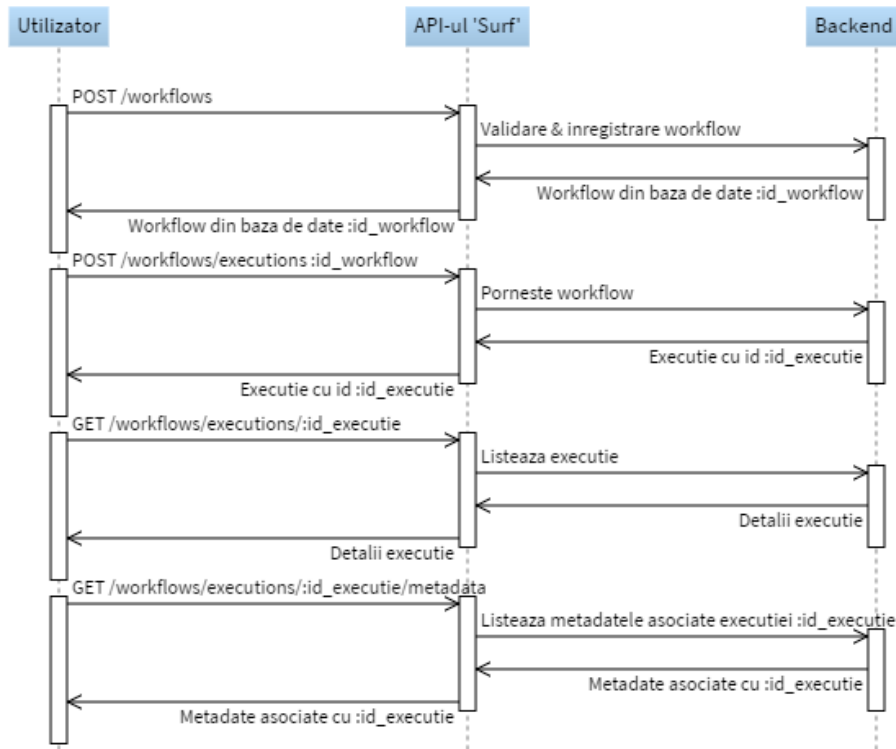 Utilizator
API-ul 'Surf'
Backend
POST /workflows
Validare & inregistrare workflow
Workflow din baza de date :id_workflow
Workflow din baza de date :id_workflow
POST /workflows/executions :id_workflow
Porneste workflow
Executie cu id :id_executie
Executie cu id :id_executie
GET /workflows/executions/:id_executie
Listeaza executie
Detalii executie
Detalii executie
GET /workflows/executions/:id_executie/metadata
Listeaza metadatele asociate executiei :id_executie
Metadate asociate cu :id_executie
Metadate asociate cu :id_executie